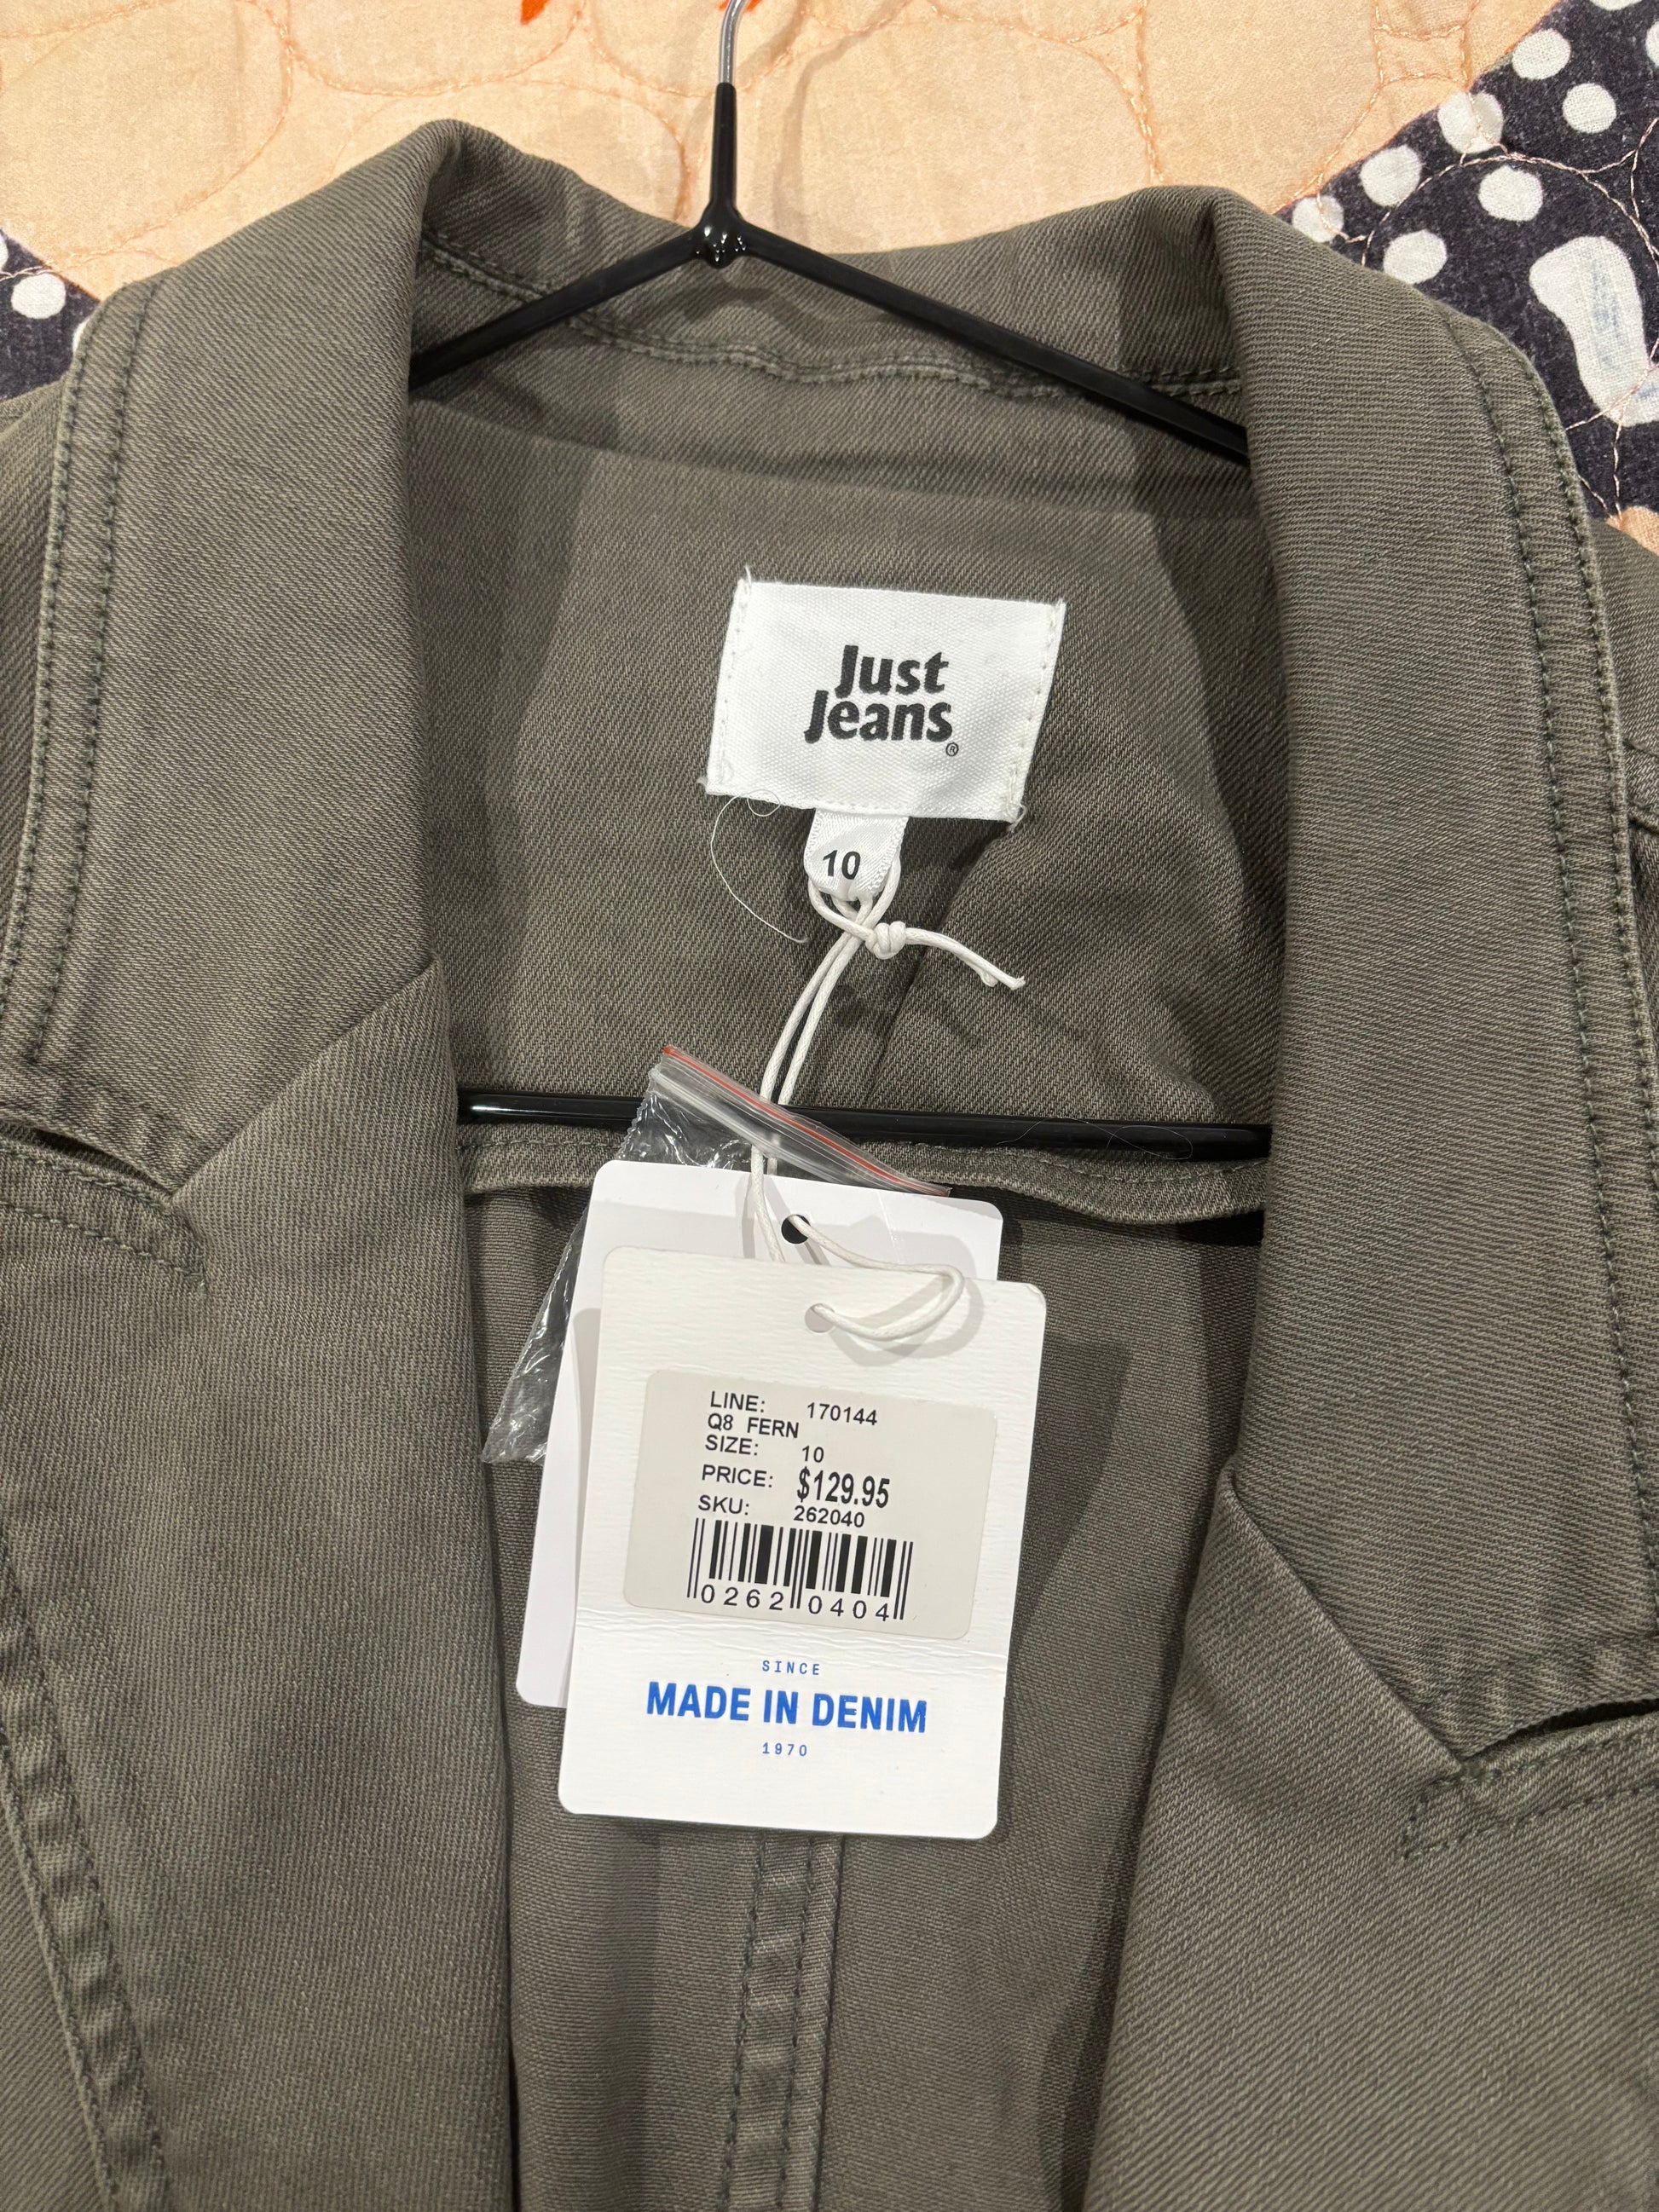 Just
Jeans®
10
LINE: 170144
Q8 FERN
SIZE: 10
PRICE: $129.95
SKU: 262040
0262 0404
SINCE
MADE IN DENIM
1970